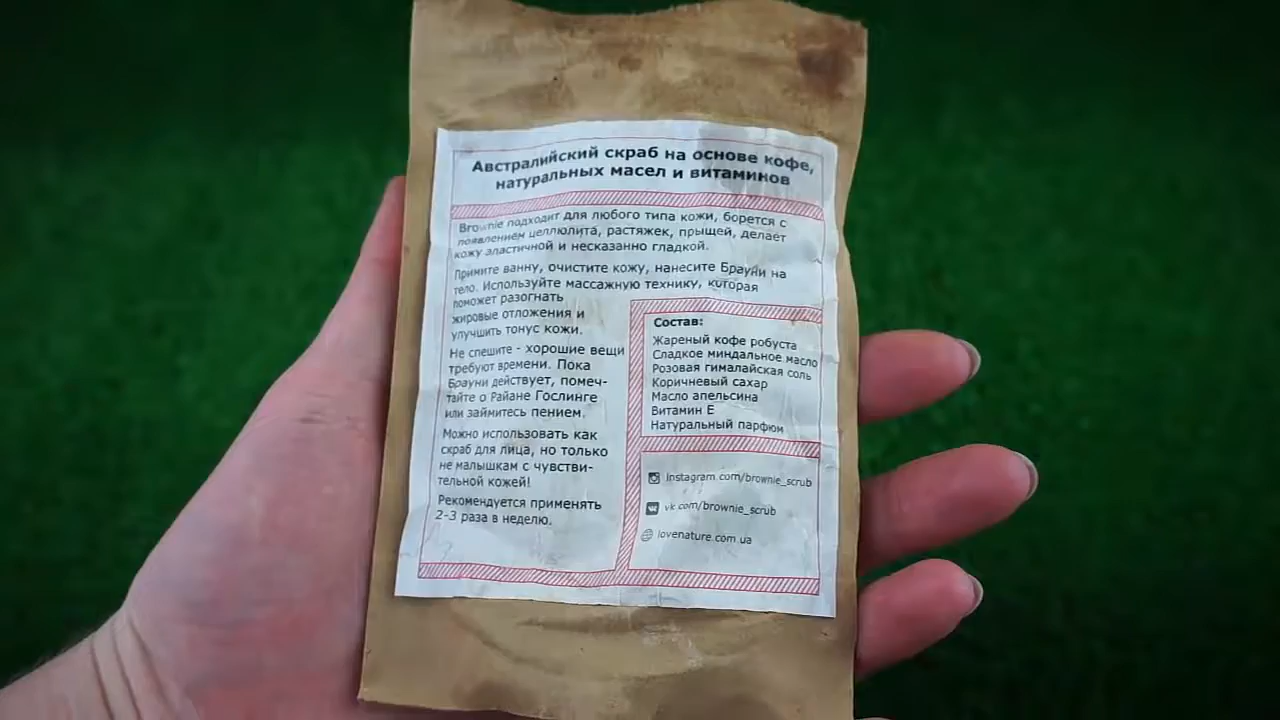 Австралийский скраб на основе кофе,
натуральных масел и витаминов
Brownie подходит для любого типа кожи, борется с
появлением целлюлита, растяжек, прыщей, делает
кожу эластичной и несказанно гладкой.
Примите ванну, очистите кожу, нанесите Брауни на
тело. Используйте массажную технику, которая
поможет разогнать
жировые отложения и
улучшить тонус кожи.
Не спешите - хорошие вещи
требуют времени. Пока
Брауни действует, помеч-
тайте о Райане Гослинге
или займитесь пением.
Можно использовать как
скраб для лица, но только
не малышкам с чувстви-
тельной кожей!
Рекомендуется применять
2-3 раза в неделю.
Состав:
Жареный кофе робуста
Сладкое миндальное масло
Розовая гималайская соль
Коричневый сахар
Масло апельсина
Витамин Е
Натуральный парфюм
instagram.com/brownie_scrub
vk.com/brownie_scrub
lovenature.com.ua